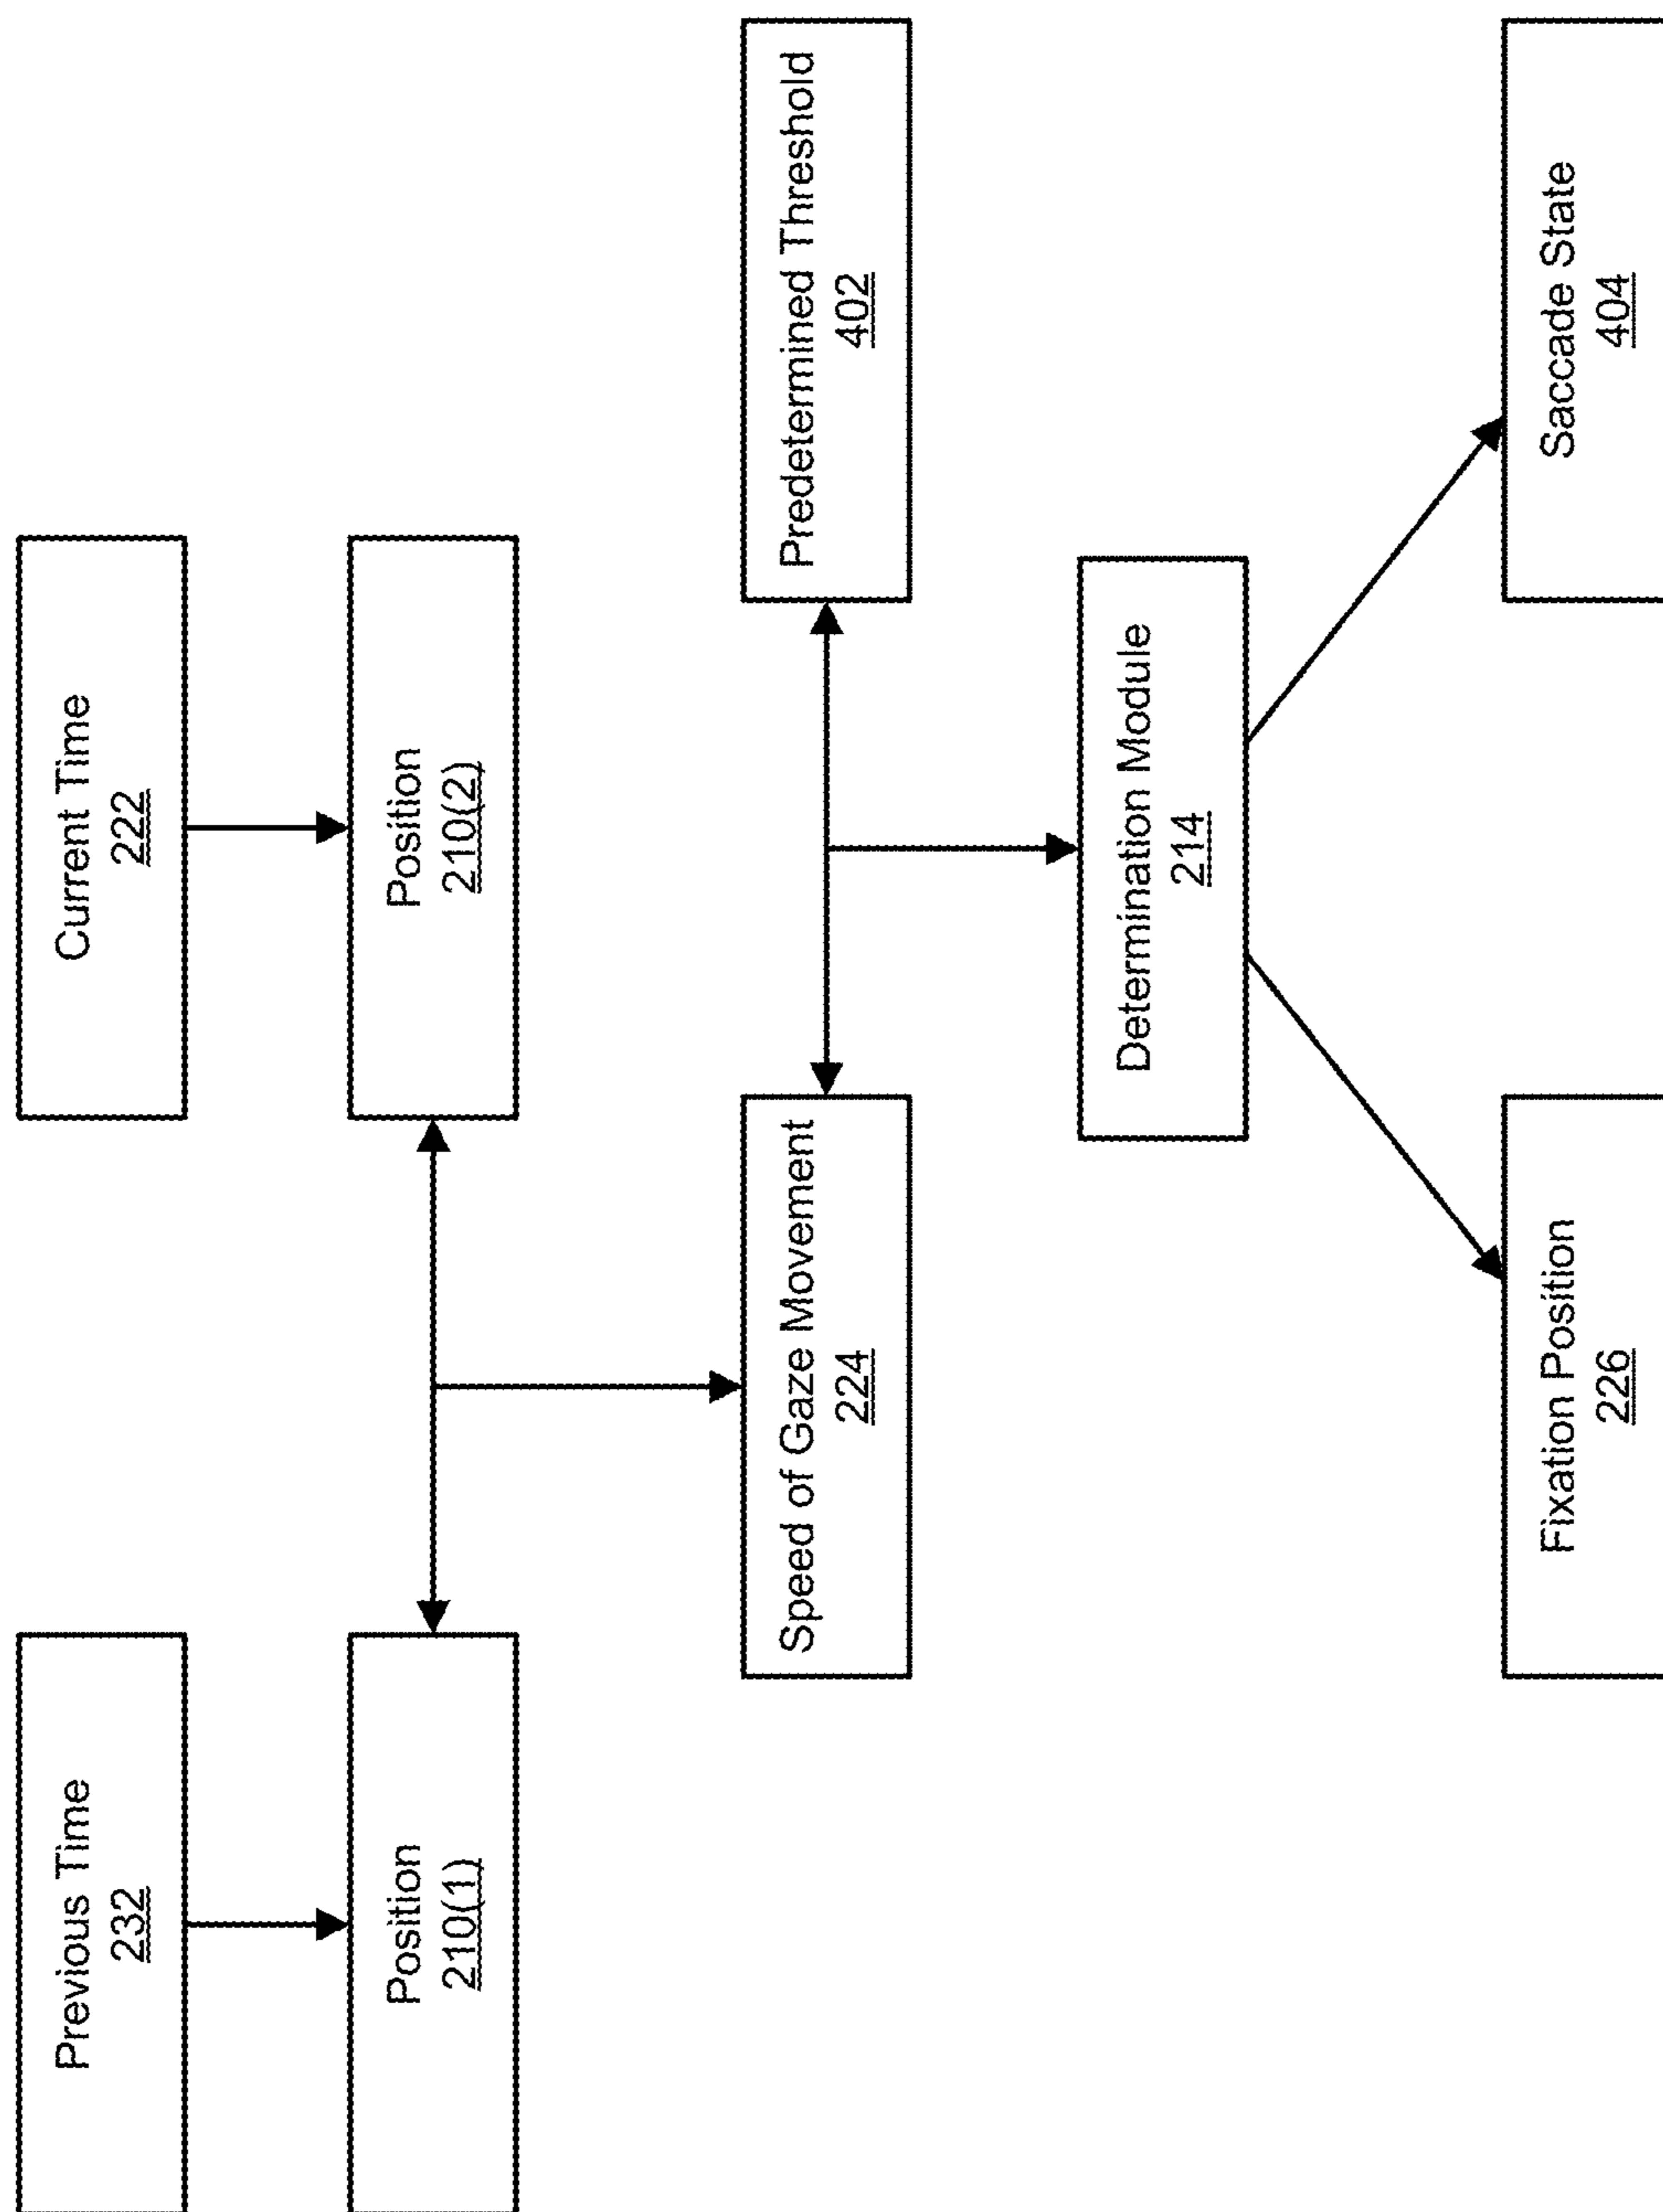 Previous Time
232
Current Time
222
Position
210(1)
Position
210(2)
Speed of Gaze Movement
224
Predetermined Threshold
402
Determination Module
214
Fixation Position
226
Saccade State
404